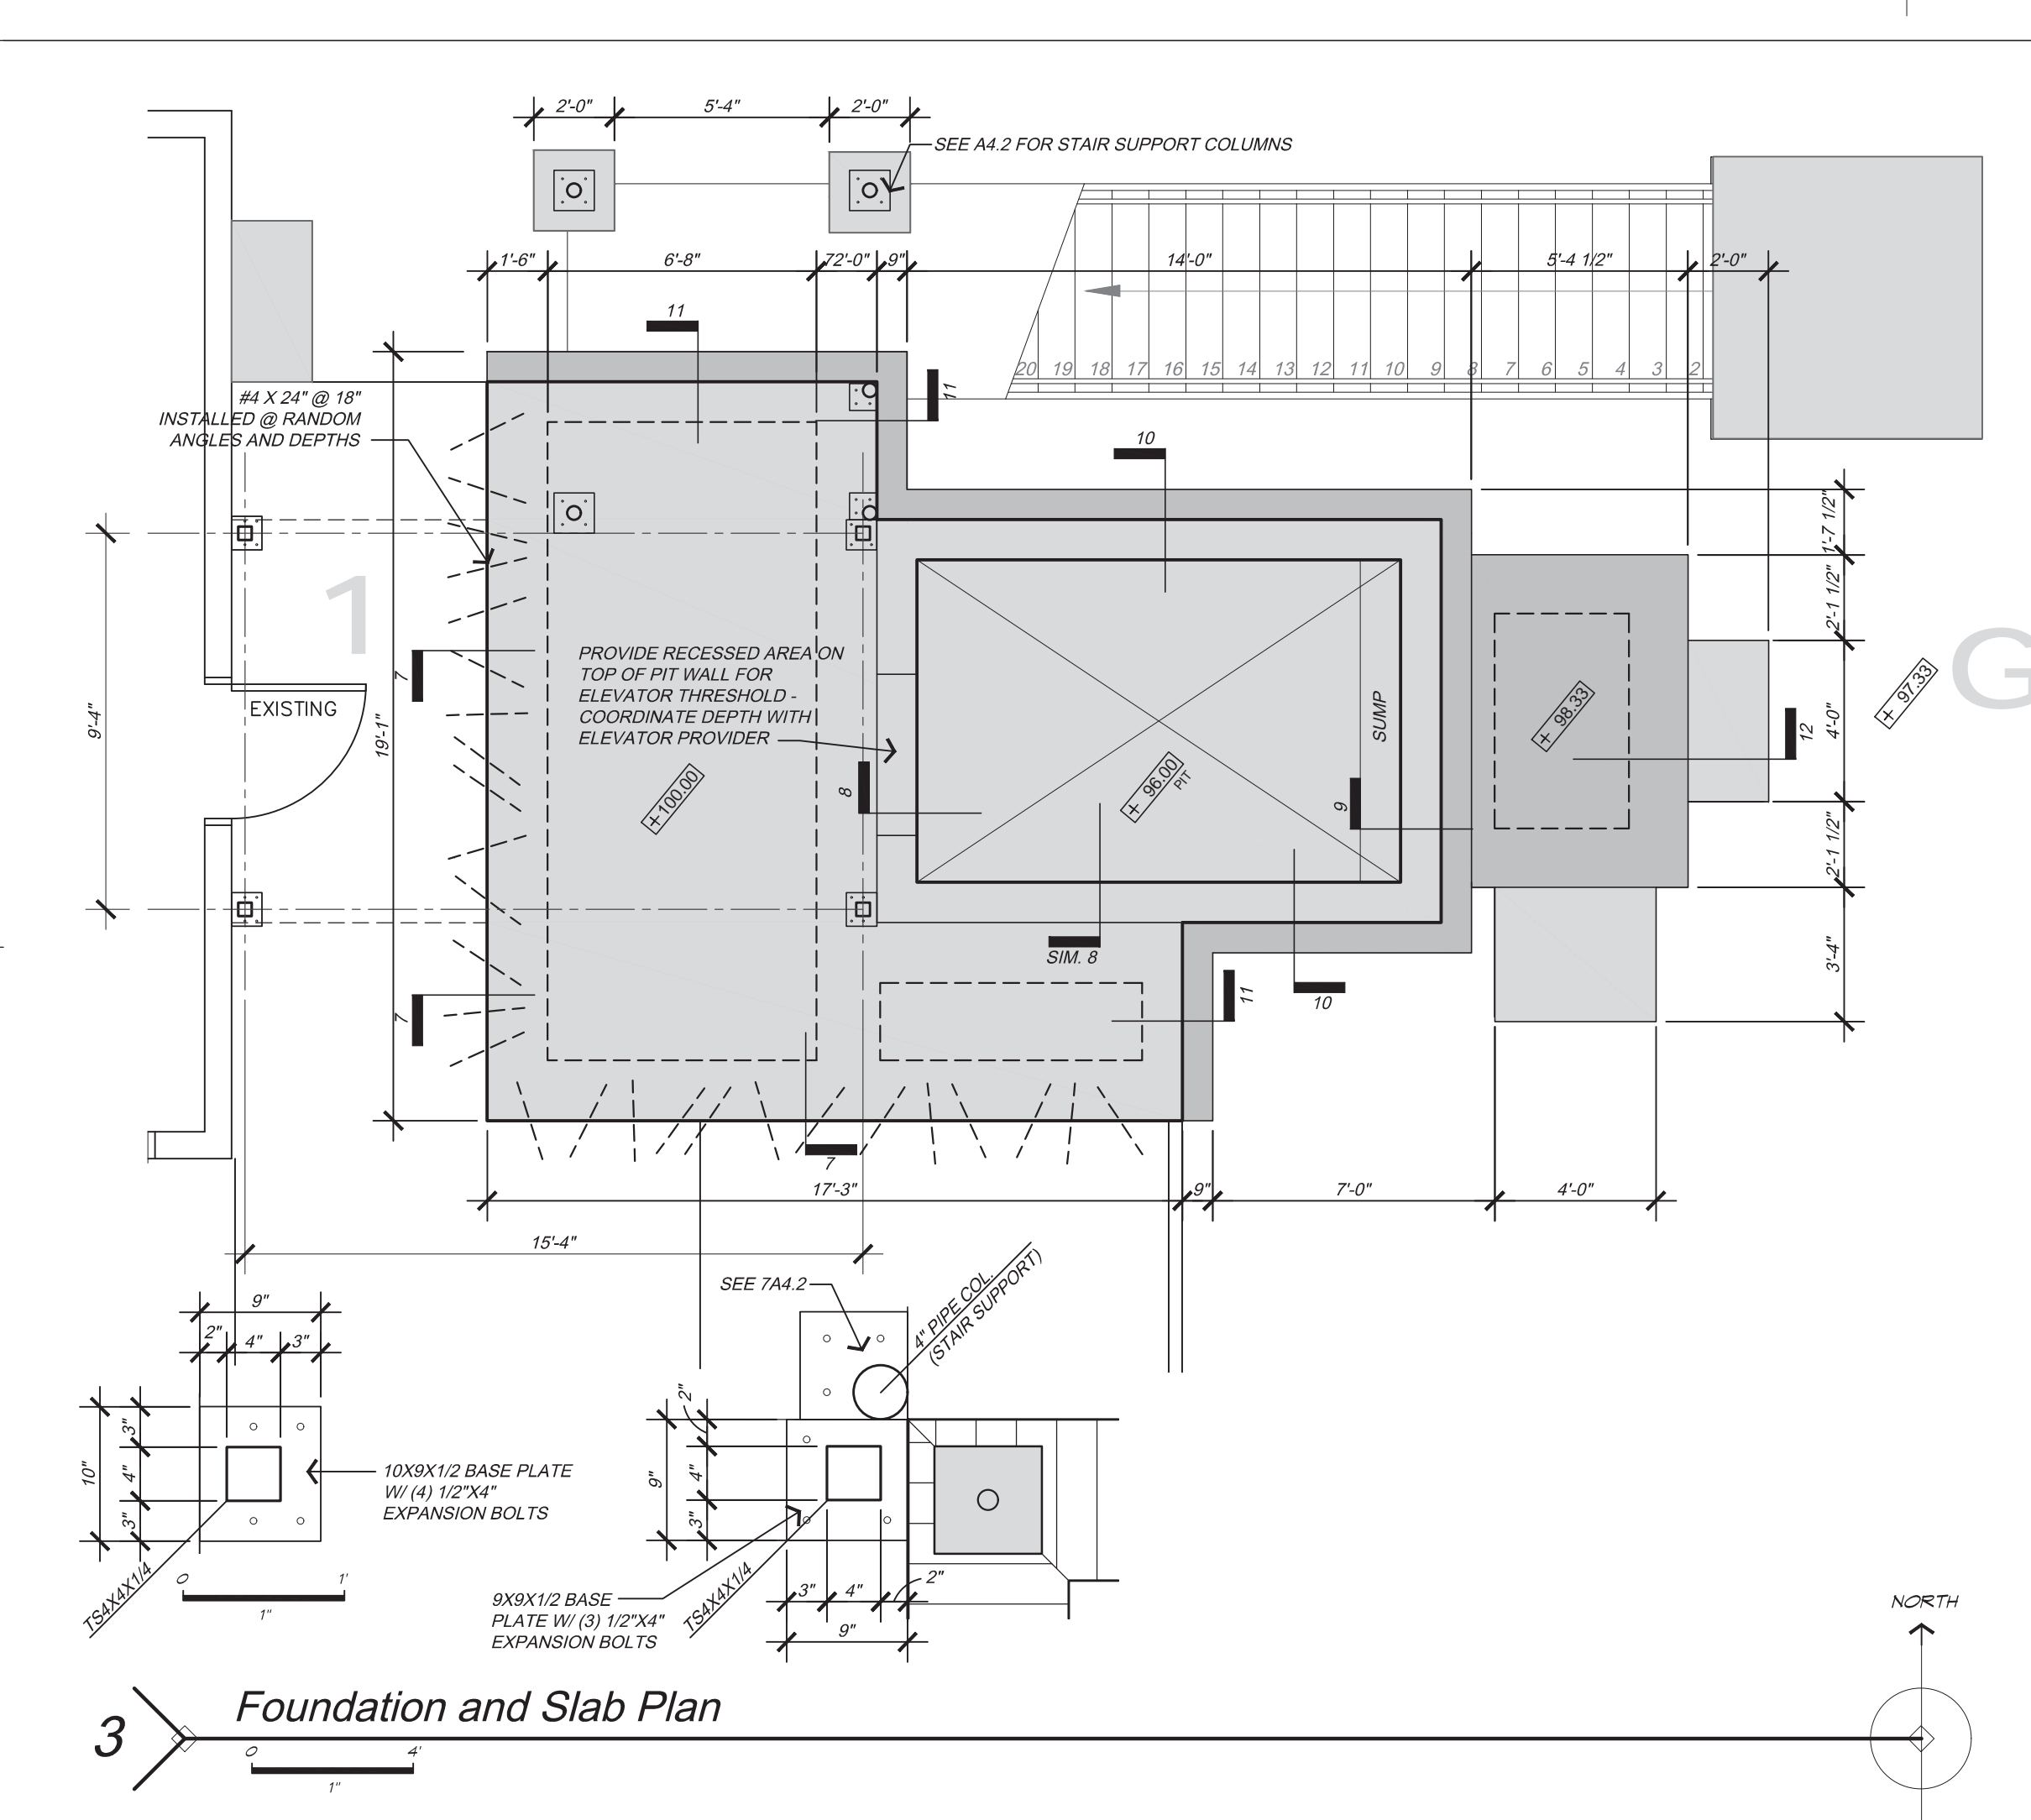 2'-0"
5'-4"
2'-0"
SEE A4.2 FOR STAIR SUPPORT COLUMNS
1'-6"
6'-8"
72'-0"
9"
14'-0"
5'-4 1/2"
2'-0"
11
11
20 19 18 17 16 15 14 13 12 11 10 9 8 7 6 5 4 3 2
#4 X 24" @ 18"
INSTALLED @ RANDOM
ANGLES AND DEPTHS
10
1'-7 1/2"
2'-1 1/2"
4'-0"
2'-1 1/2"
3'-4"
1
G
9'-4"
EXISTING
19'-1"
7
PROVIDE RECESSED AREA ON
TOP OF PIT WALL FOR
ELEVATOR THRESHOLD -
COORDINATE DEPTH WITH
ELEVATOR PROVIDER
+100.00
8
+ 96.00
PIT
SUMP
9
+ 98.33
12
+ 97.33
SIM. 8
10
11
7
7
17'-3"
9"
7'-0"
4'-0"
15'-4"
SEE 7A4.2
4" PIPE COL.
(STAIR SUPPORT)
9"
2"
4"
3"
10"
3"
4"
3"
10X9X1/2 BASE PLATE
W/ (4) 1/2"X4"
EXPANSION BOLTS
TS4X4X1/4
0
1'
1"
2"
9"
4"
3"
9X9X1/2 BASE
PLATE W/ (3) 1/2"X4"
EXPANSION BOLTS
TS4X4X1/4
3"
4"
2"
9"
NORTH
3
Foundation and Slab Plan
0
4'
1"